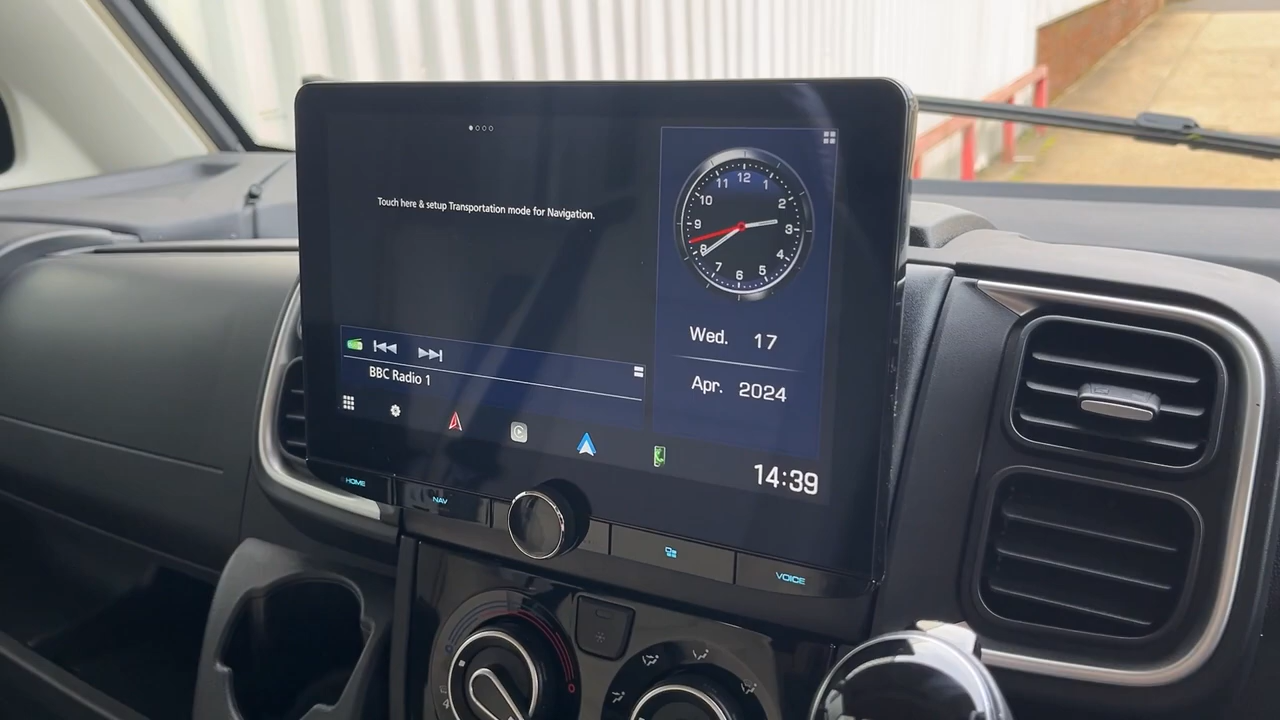 Touch here & setup Transportation mode for Navigation.
12
1
2
3
4
5
6
7
8
9
10
11
Wed. 17
Apr. 2024
BBC Radio 1
14:39
HOME
NAV
VOICE